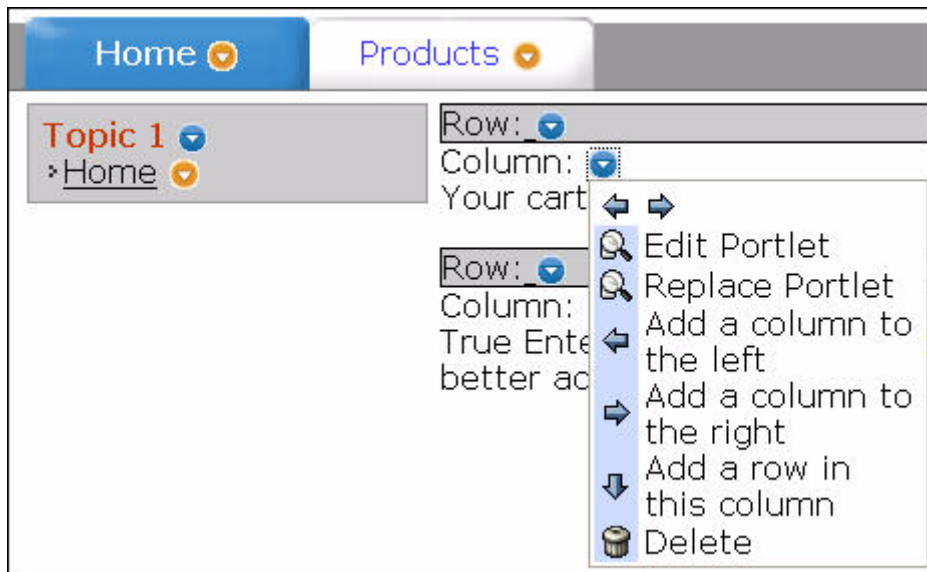 Home Products
Topic 1
Home
Row:
Column:
Your cart
Row:
Column:
True Ente
better ac
Edit Portlet
Replace Portlet
Add a column to
the left
Add a column to
the right
Add a row in
this column
Delete